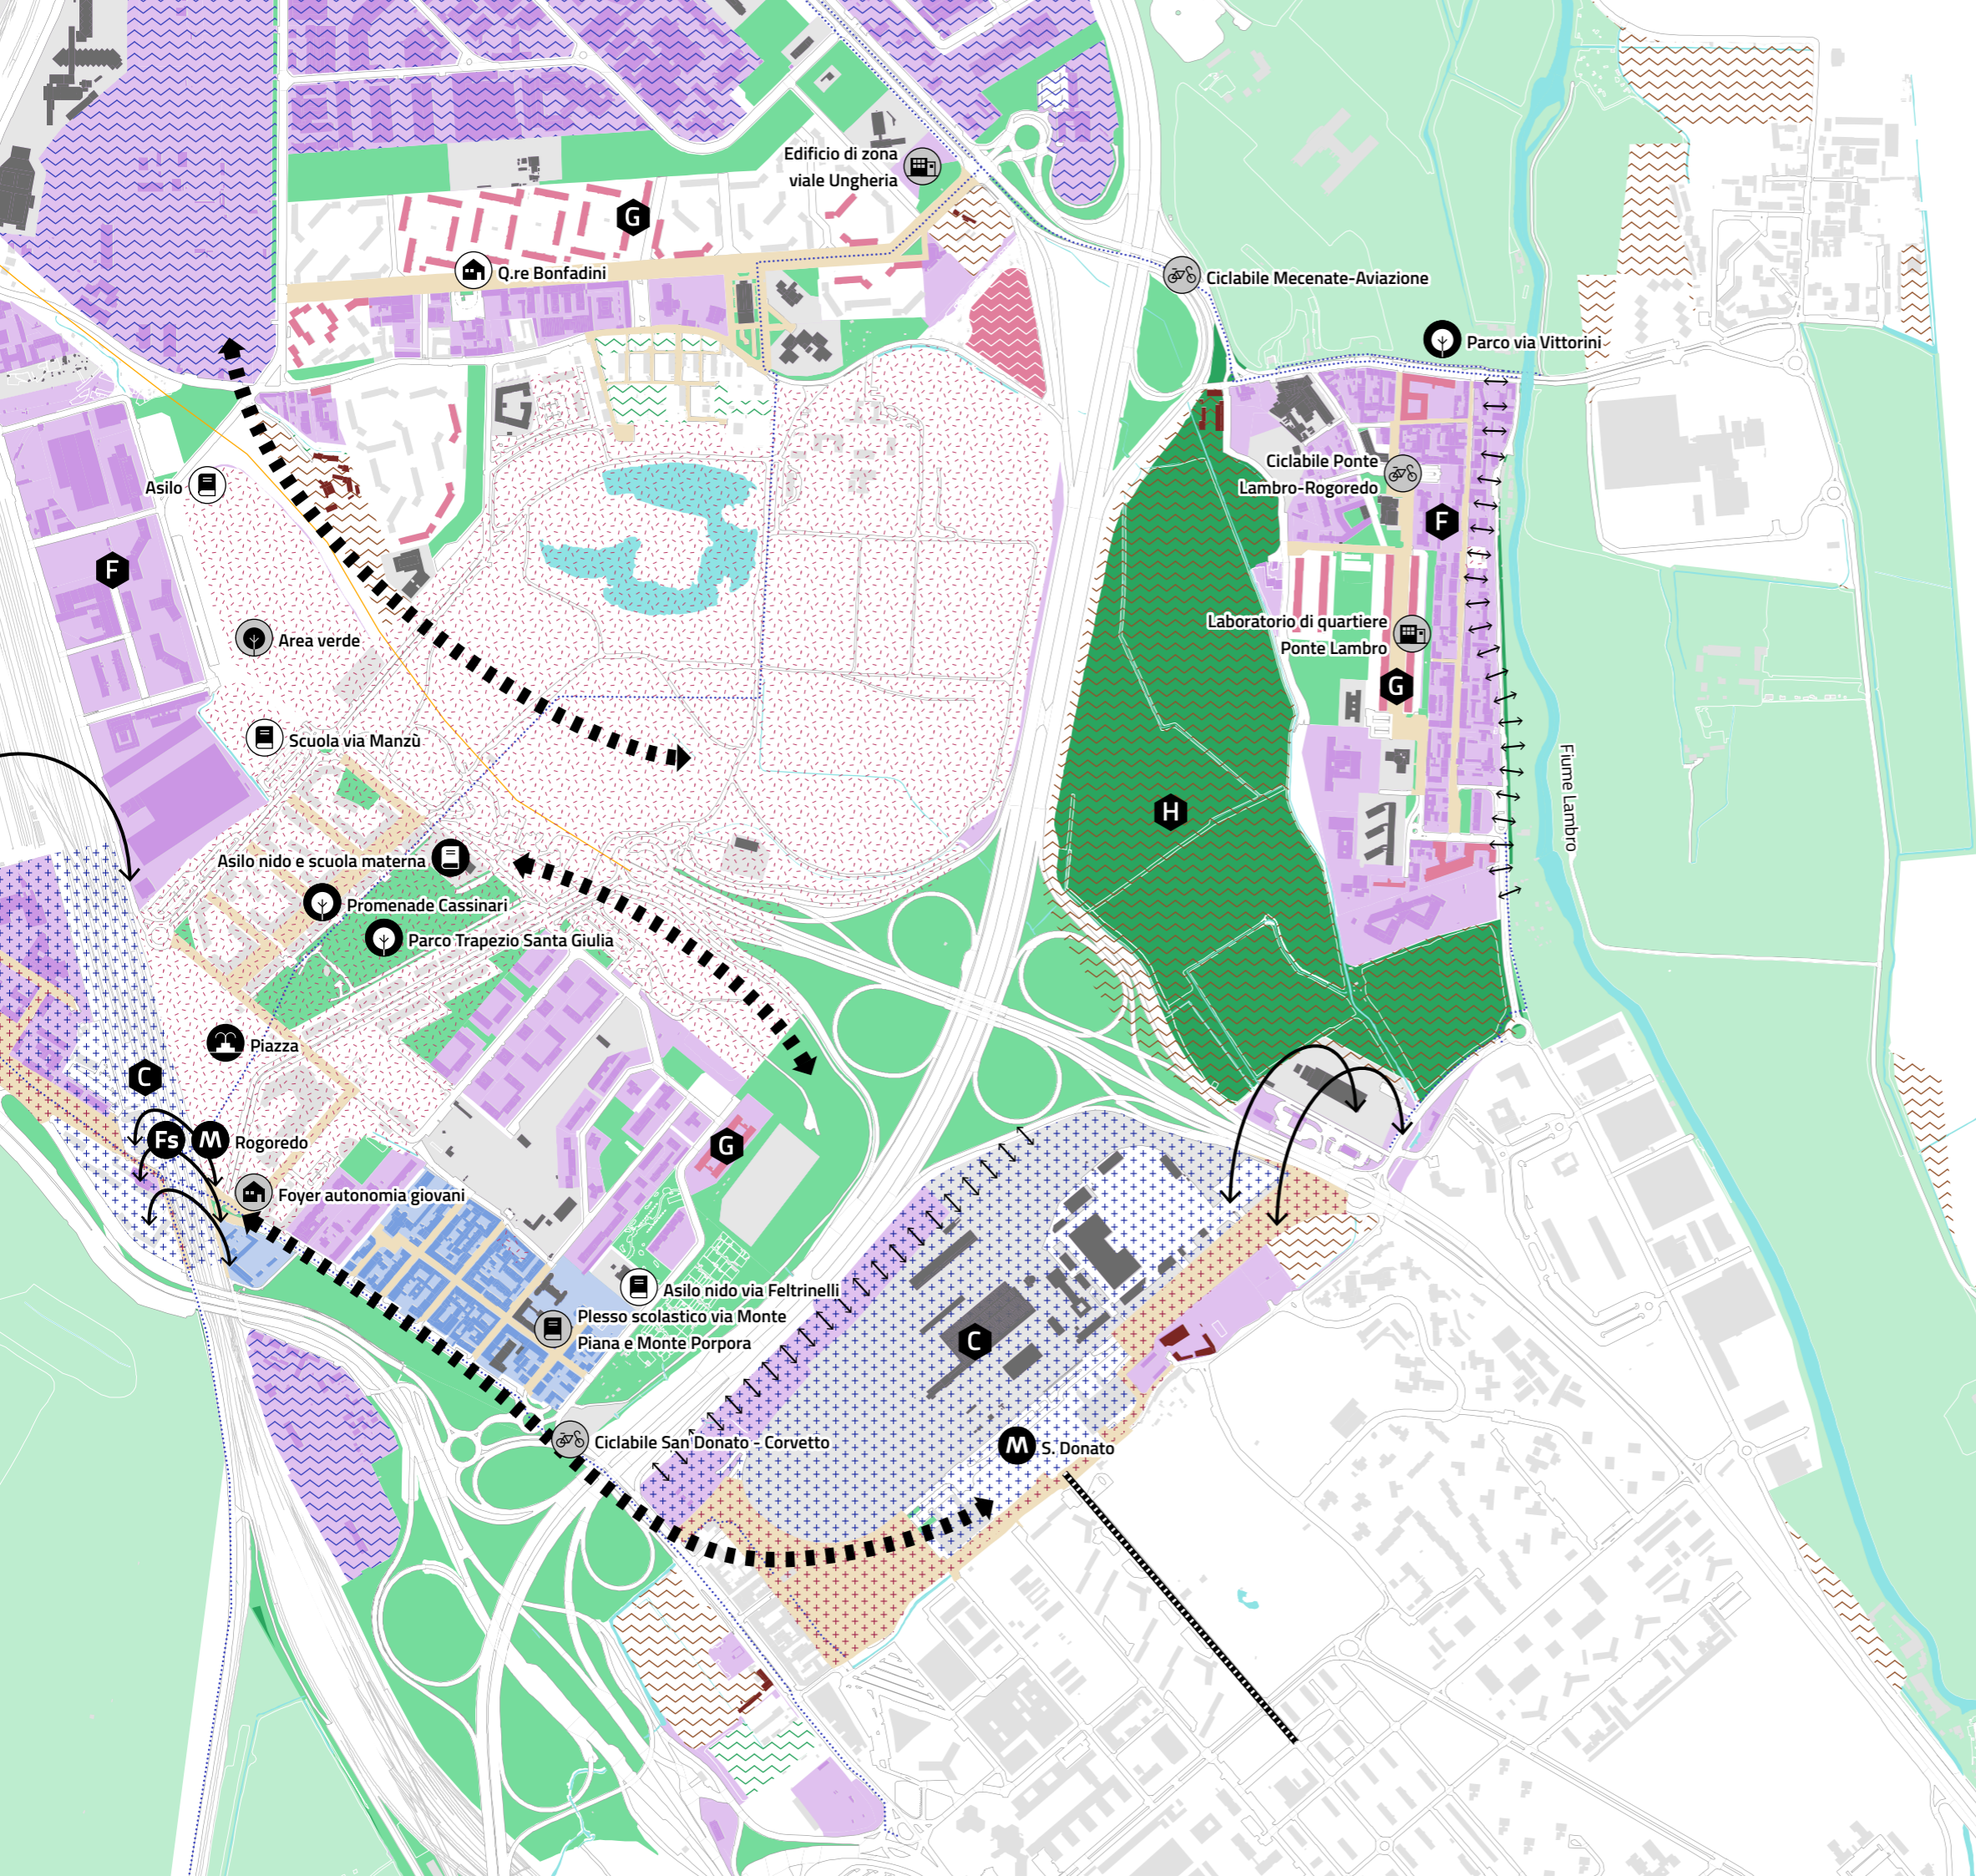 Edificio di zona
viale Ungheria
G
Q.re Bonfadini
Ciclabile Mecenate-Aviazione
Parco via Vittorini
Asilo
Ciclabile Ponte
Lambro-Rogoredo
F
F
Area verde
Laboratorio di quartiere
Ponte Lambro
G
Scuola via Manzù
Fiume Lambro
H
Asilo nido e scuola materna
Promenade Cassinari
Parco Trapezio Santa Giulia
Piazza
C
Fs
M
Rogoredo
G
Foyer autonomia giovani
Asilo nido via Feltrinelli
Plesso scolastico via Monte
Piana e Monte Porpora
C
Ciclabile San Donato - Corvetto
M
S. Donato